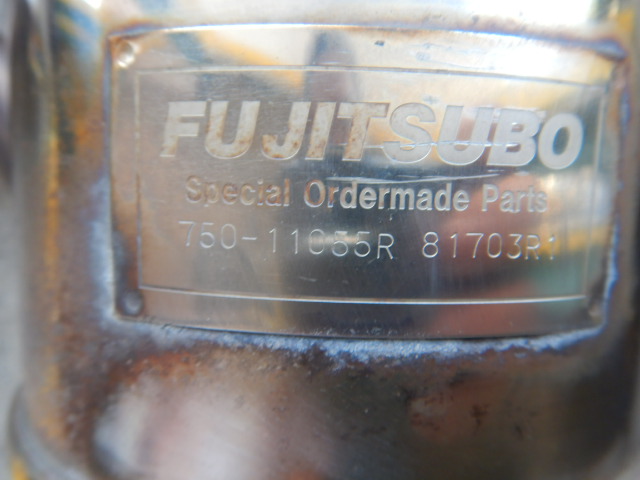 FUJITSUBO
Special Ordermade Parts
750-11055R 81703R1